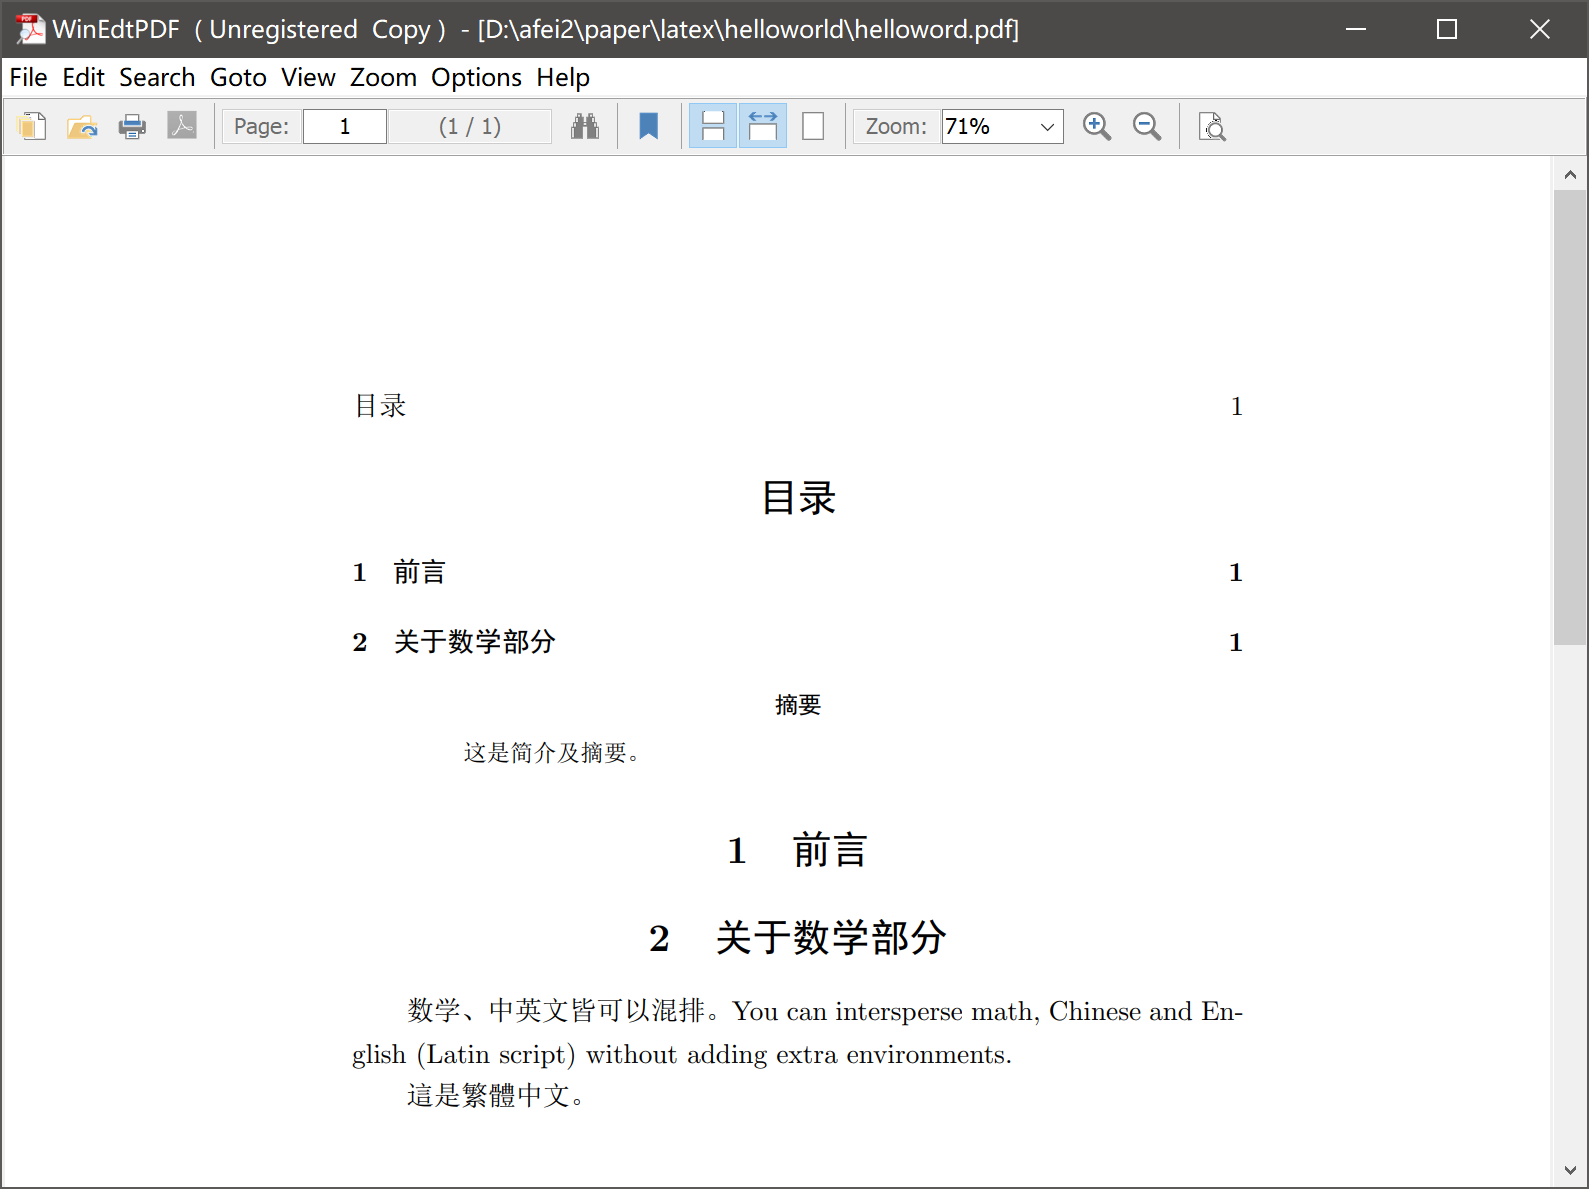 WinEdtPDF ( Unregistered Copy ) - [D:\afei2\paper\latex\helloworld\helloword.pdf]
File Edit Search Goto View Zoom Options Help
Page: 1 (1 / 1) Zoom: 71%
目录 1
目录
1 前言 1
2 关于数学部分 1
摘要
这是简介及摘要。
1 前言
2 关于数学部分
数学、中英文皆可以混排。You can intersperse math, Chinese and En-
glish (Latin script) without adding extra environments.
這是繁體中文。